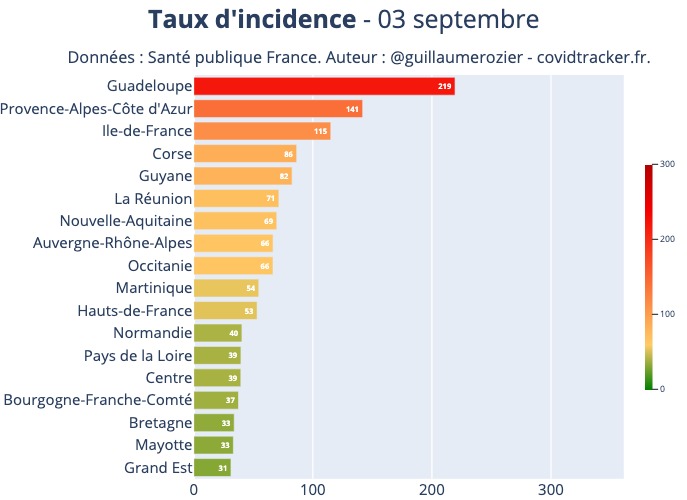 Taux d'incidence - 03 septembre
Données : Santé publique France. Auteur : @guillaumerozier - covidtracker.fr.
Guadeloupe 219
Provence-Alpes-Côte d'Azur 141
Ile-de-France 115
Corse 86
Guyane 82
La Réunion 71
Nouvelle-Aquitaine 69
Auvergne-Rhône-Alpes 66
Occitanie 66
Martinique 54
Hauts-de-France 53
Normandie 40
Pays de la Loire 39
Centre 39
Bourgogne-Franche-Comté 37
Bretagne 33
Mayotte 33
Grand Est 31
0 100 200 300
300
200
100
0